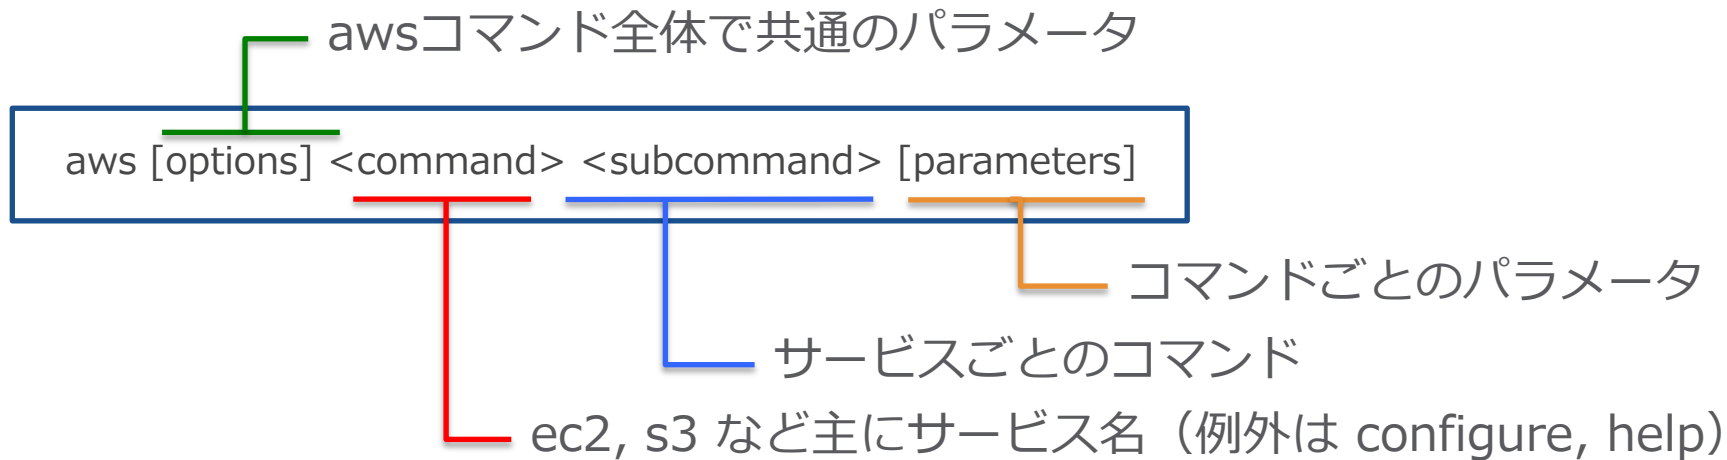 awsコマンド全体で共通のパラメータ
aws [options] <command> <subcommand> [parameters]
コマンドごとのパラメータ
サービスごとのコマンド
ec2, s3 など主にサービス名（例外は configure, help）